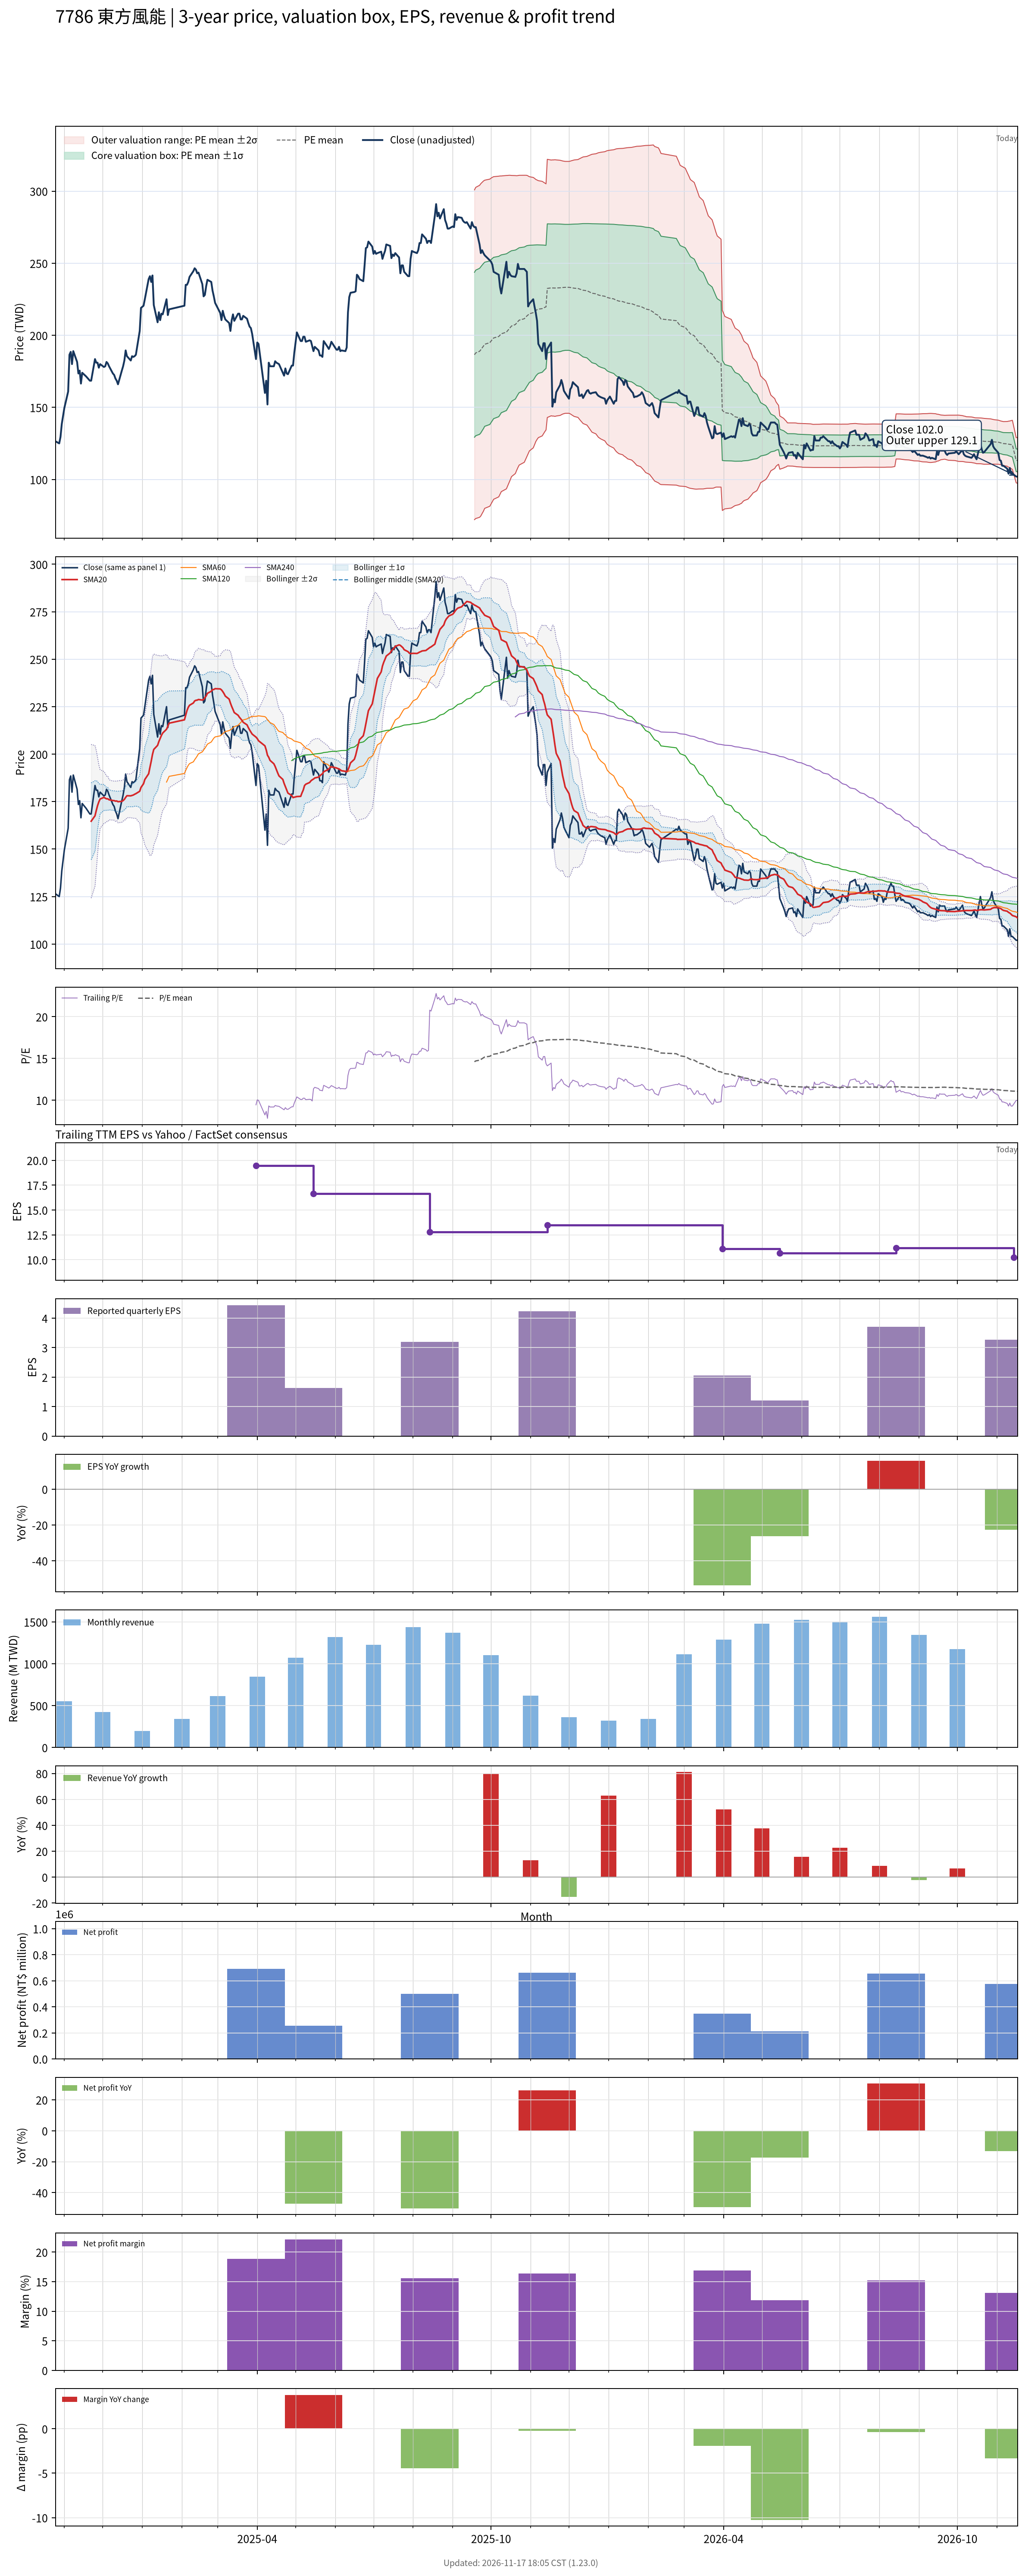 7786 東方風能 | 3-year price, valuation box, EPS, revenue & profit trend
Outer valuation range: PE mean ±2σ
Core valuation box: PE mean ±1σ
PE mean
Close (unadjusted)
Today
300
250
200
150
100
Price (TWD)
Close 102.0
Outer upper 129.1
Close (same as panel 1)
SMA20
SMA60
SMA120
SMA240
Bollinger ±2σ
Bollinger ±1σ
Bollinger middle (SMA20)
300
275
250
225
200
175
150
125
100
Price
Trailing P/E
P/E mean
20
15
10
P/E
Trailing TTM EPS vs Yahoo / FactSet consensus
Today
20.0
17.5
15.0
12.5
10.0
EPS
Reported quarterly EPS
4
3
2
1
0
EPS
EPS YoY growth
0
-20
-40
YoY (%)
Monthly revenue
1500
1000
500
0
Revenue (M TWD)
Revenue YoY growth
80
60
40
20
0
-20
YoY (%)
Month
1e6
Net profit
1.0
0.8
0.6
0.4
0.2
0.0
Net profit (NT$ million)
Net profit YoY
20
0
-20
-40
YoY (%)
Net profit margin
20
15
10
5
0
Margin (%)
Margin YoY change
0
-5
-10
Δ margin (pp)
2025-04
2025-10
2026-04
2026-10
Updated: 2026-11-17 18:05 CST (1.23.0)